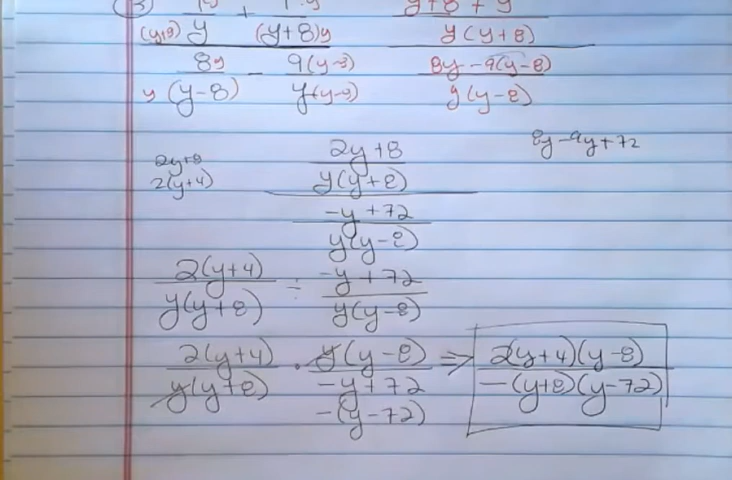 3) + y+8+y
(y+8) y (y+8)y y(y+8)
8y - 9(y-8) 8y-9(y-8)
y (y-8) y(y-8) y(y-8)
2y+8 8y-9y+72
2y+8 y(y+8)
2(y+4)
-y+72
y(y-8)
2(y+4) ÷ -y+72
y(y+8) y(y-8)
2(y+4) · y(y-8) => 2(y+4)(y-8)
y(y+8) -y+72 -(y+8)(y-72)
-(y-72)